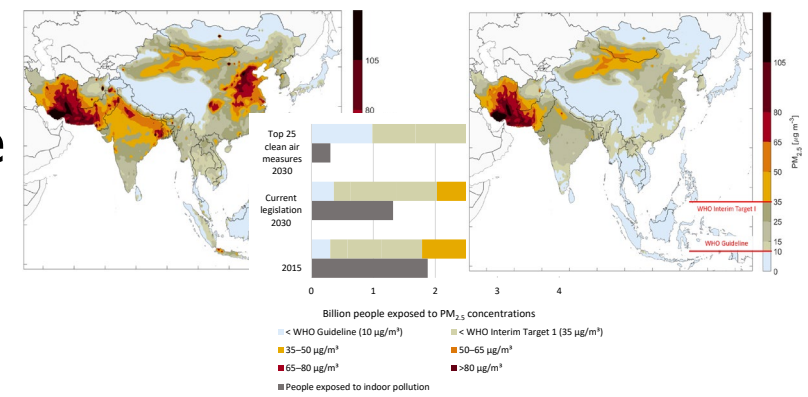 e
105
80
Top 25
clean air
measures
2030
Current
legislation
2030
2015
0 1 2 3 4
Billion people exposed to PM2.5 concentrations
< WHO Guideline (10 µg/m³)
< WHO Interim Target 1 (35 µg/m³)
35–50 µg/m³
50–65 µg/m³
65–80 µg/m³
>80 µg/m³
People exposed to indoor pollution
105
80
65
50
35
25
15
10
0
PM2.5 [µg m-3]
WHO Interim Target I
WHO Guideline